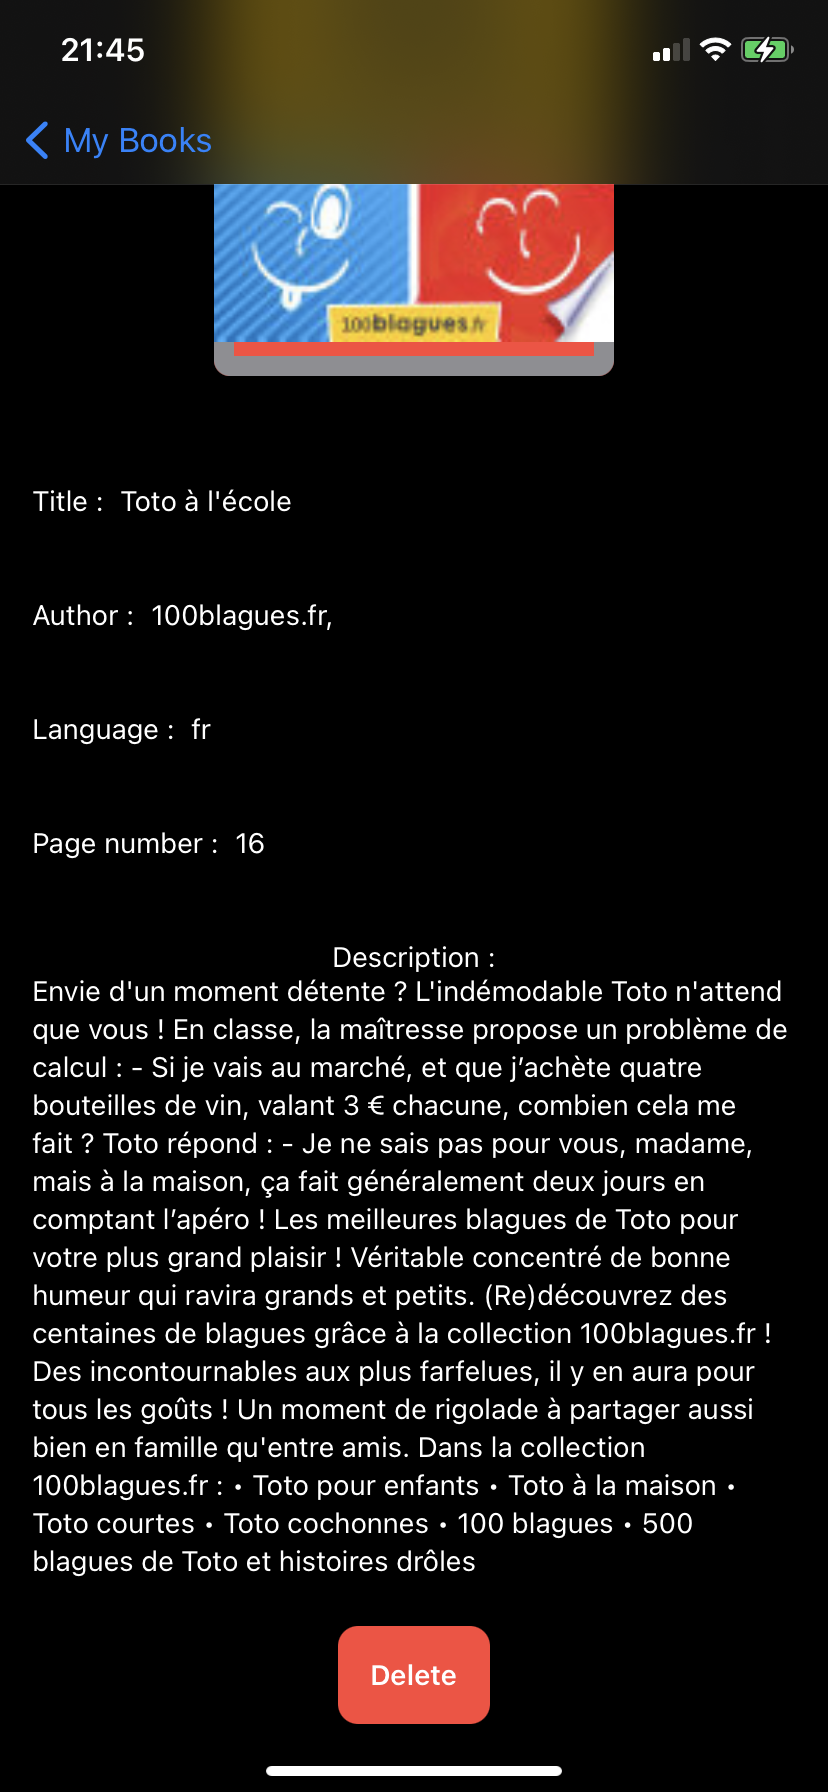 21:45
My Books
100blagues.fr
Title : Toto à l'école
Author : 100blagues.fr,
Language : fr
Page number : 16
Description :
Envie d'un moment détente ? L'indémodable Toto n'attend
que vous ! En classe, la maîtresse propose un problème de
calcul : - Si je vais au marché, et que j’achète quatre
bouteilles de vin, valant 3 € chacune, combien cela me
fait ? Toto répond : - Je ne sais pas pour vous, madame,
mais à la maison, ça fait généralement deux jours en
comptant l’apéro ! Les meilleures blagues de Toto pour
votre plus grand plaisir ! Véritable concentré de bonne
humeur qui ravira grands et petits. (Re)découvrez des
centaines de blagues grâce à la collection 100blagues.fr !
Des incontournables aux plus farfelues, il y en aura pour
tous les goûts ! Un moment de rigolade à partager aussi
bien en famille qu'entre amis. Dans la collection
100blagues.fr : • Toto pour enfants • Toto à la maison •
Toto courtes • Toto cochonnes • 100 blagues • 500
blagues de Toto et histoires drôles
Delete